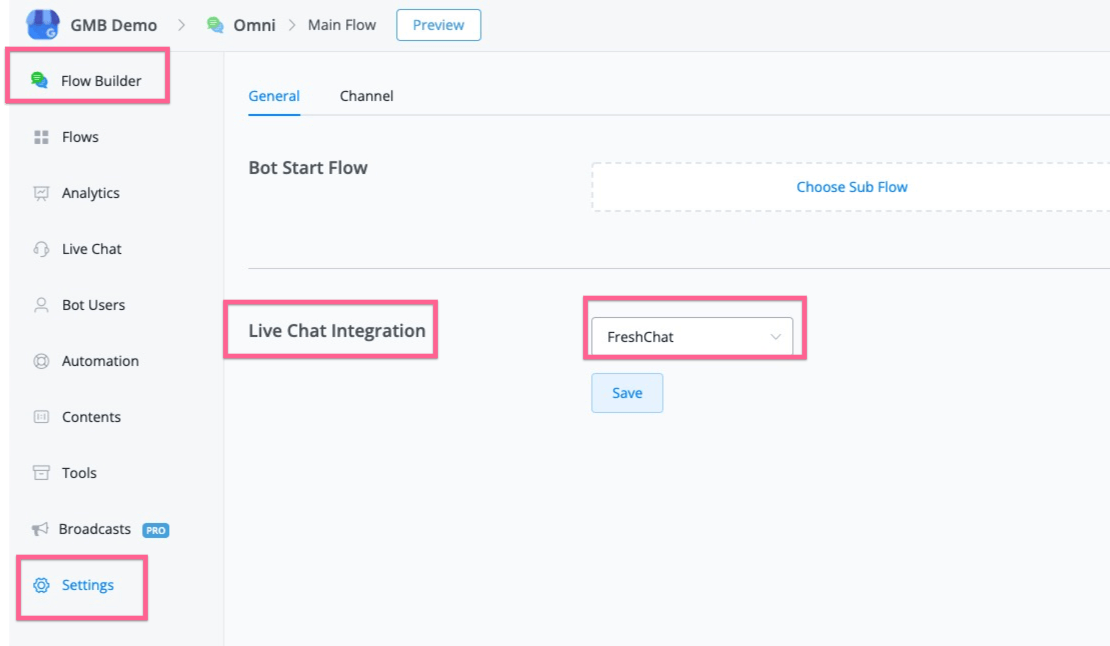 GMB Demo > Omni > Main Flow Preview
Flow Builder
Flows
Analytics
Live Chat
Bot Users
Automation
Contents
Tools
Broadcasts PRO
Settings
General Channel
Bot Start Flow
Choose Sub Flow
Live Chat Integration
FreshChat
Save